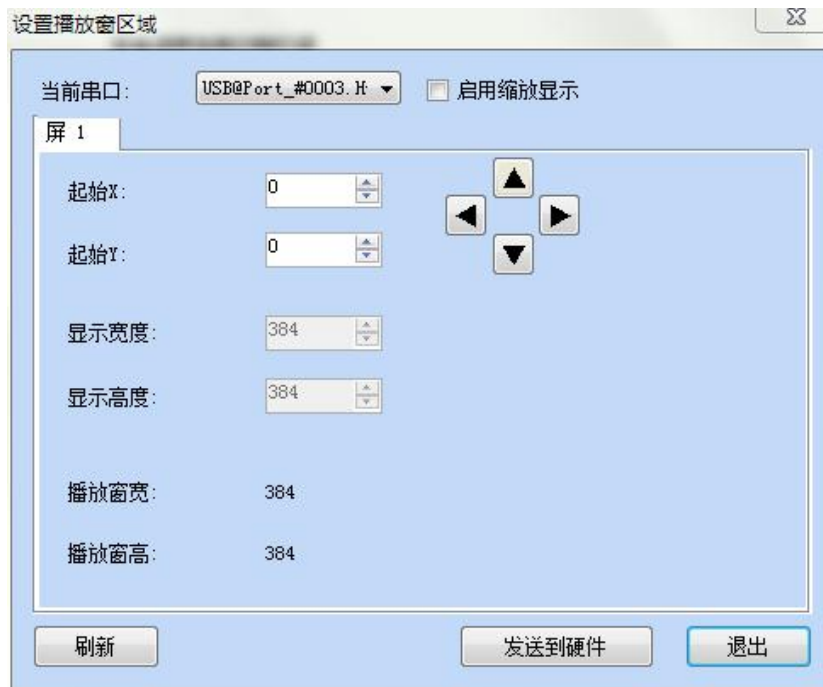 设置播放窗区域
当前串口: USB@Port_#0003.H 启用缩放显示
屏 1
起始X: 0
起始Y: 0
显示宽度: 384
显示高度: 384
播放窗宽: 384
播放窗高: 384
刷新 发送到硬件 退出